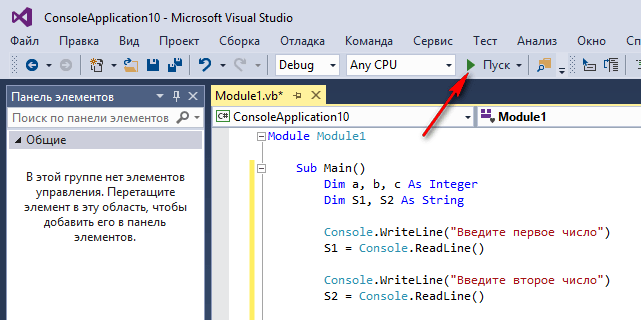 ConsoleApplication10 - Microsoft Visual Studio
Файл Правка Вид Проект Сборка Отладка Команда Сервис Тест Анализ Окно
Debug Any CPU Пуск
Панель элементов
Module1.vb*
Поиск по панели элементов
C# ConsoleApplication10 Module1
Общие
Module Module1
В этой группе нет элементов
управления. Перетащите
элемент в эту область, чтобы
добавить его в панель
элементов.
Sub Main()
Dim a, b, c As Integer
Dim S1, S2 As String
Console.WriteLine("Введите первое число")
S1 = Console.ReadLine()
Console.WriteLine("Введите второе число")
S2 = Console.ReadLine()